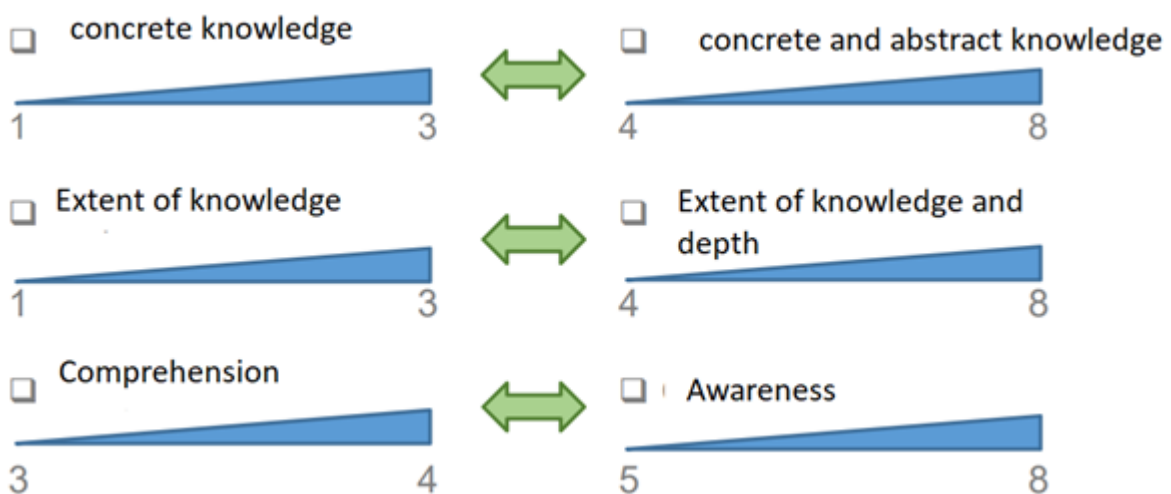 concrete knowledge
concrete and abstract knowledge
1
3
4
8
Extent of knowledge
Extent of knowledge and
depth
1
3
4
8
Comprehension
Awareness
3
4
5
8